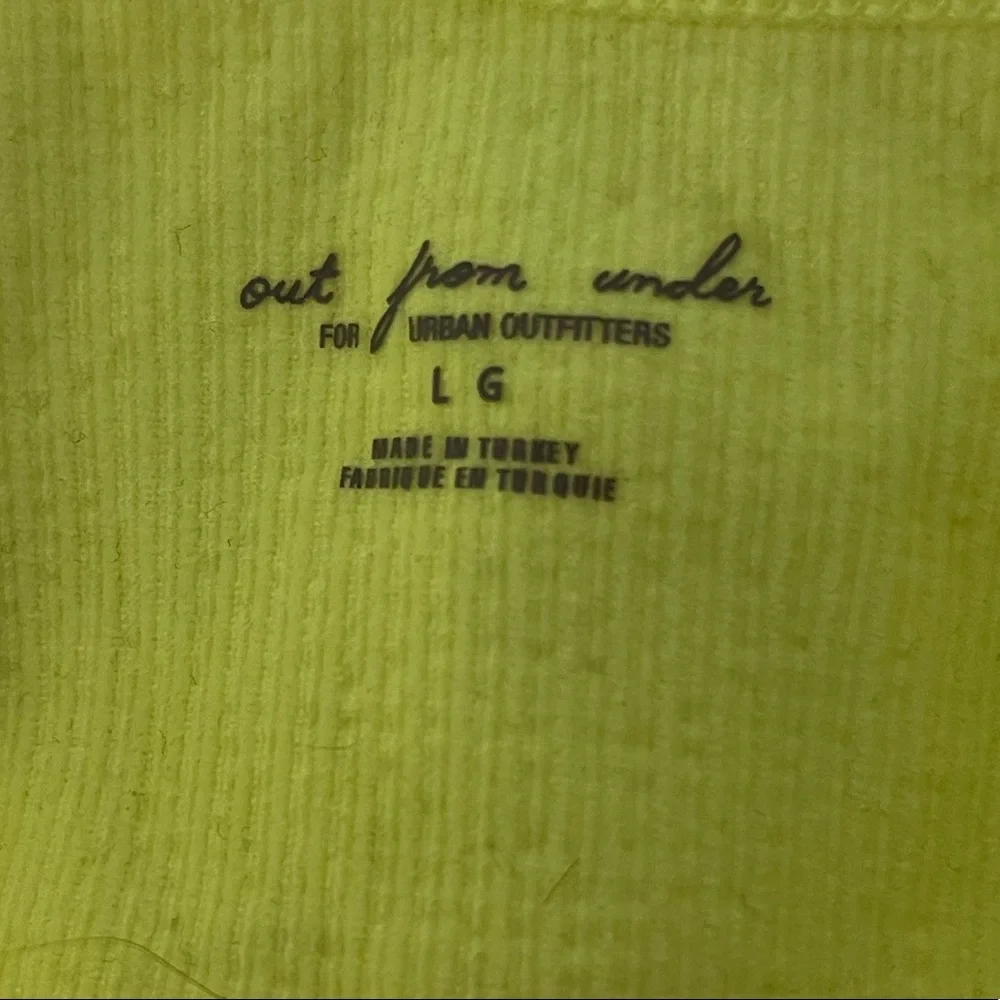 out from under
FOR URBAN OUTFITTERS
L G
MADE IN TURKEY
FABRIQUE EN TURQUIE